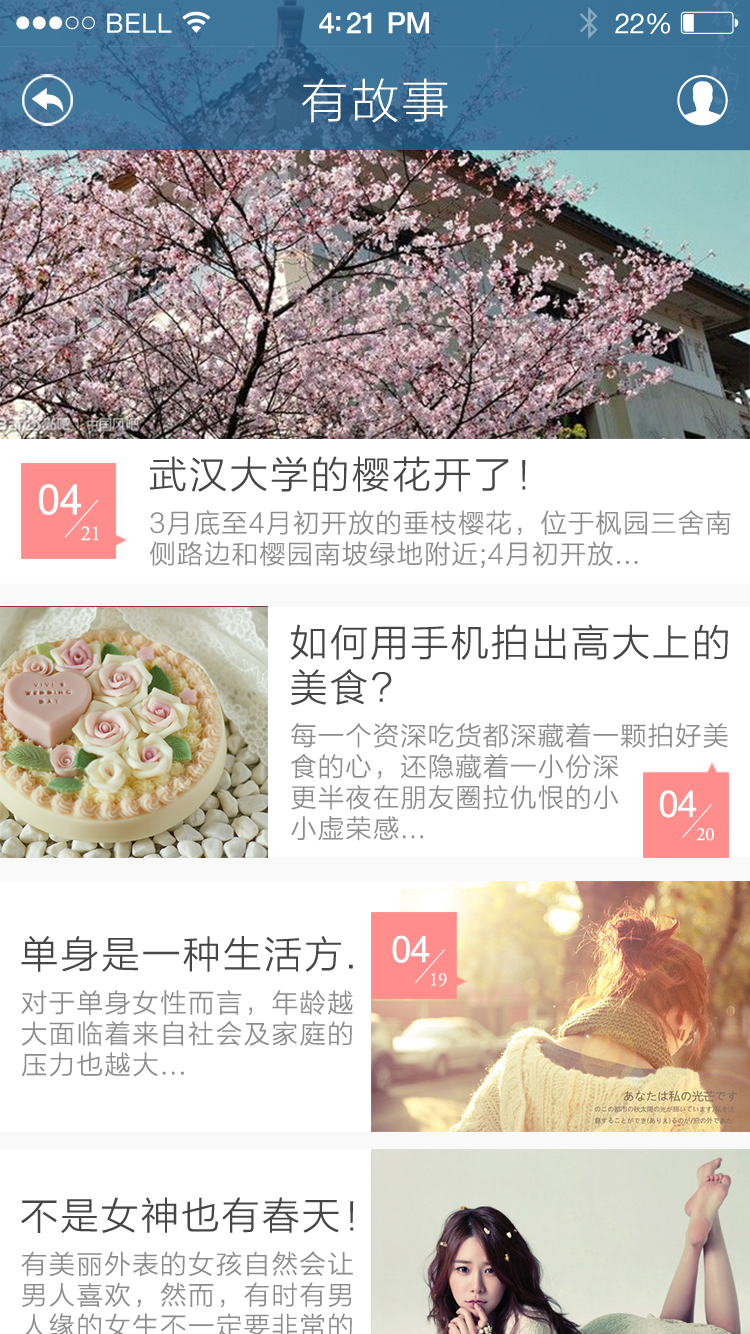 BELL
4:21 PM
22%
有故事
中国风吧
武汉大学的樱花开了！
04/21
3月底至4月初开放的垂枝樱花，位于枫园三舍南
侧路边和樱园南坡绿地附近;4月初开放...
VIVI'S
WEDDING
DAY
如何用手机拍出高大上的
美食？
每一个资深吃货都深藏着一颗拍好美
食的心，还隐藏着一小份深
更半夜在朋友圈拉仇恨的小
小虚荣感...
04/20
单身是一种生活方.
对于单身女性而言，年龄越
大面临着来自社会及家庭的
压力也越大...
04/19
あなたは私の光芒です
不是女神也有春天！
有美丽外表的女孩自然会让
男人喜欢，然而，有时有男
人缘的女生不一定要非常的